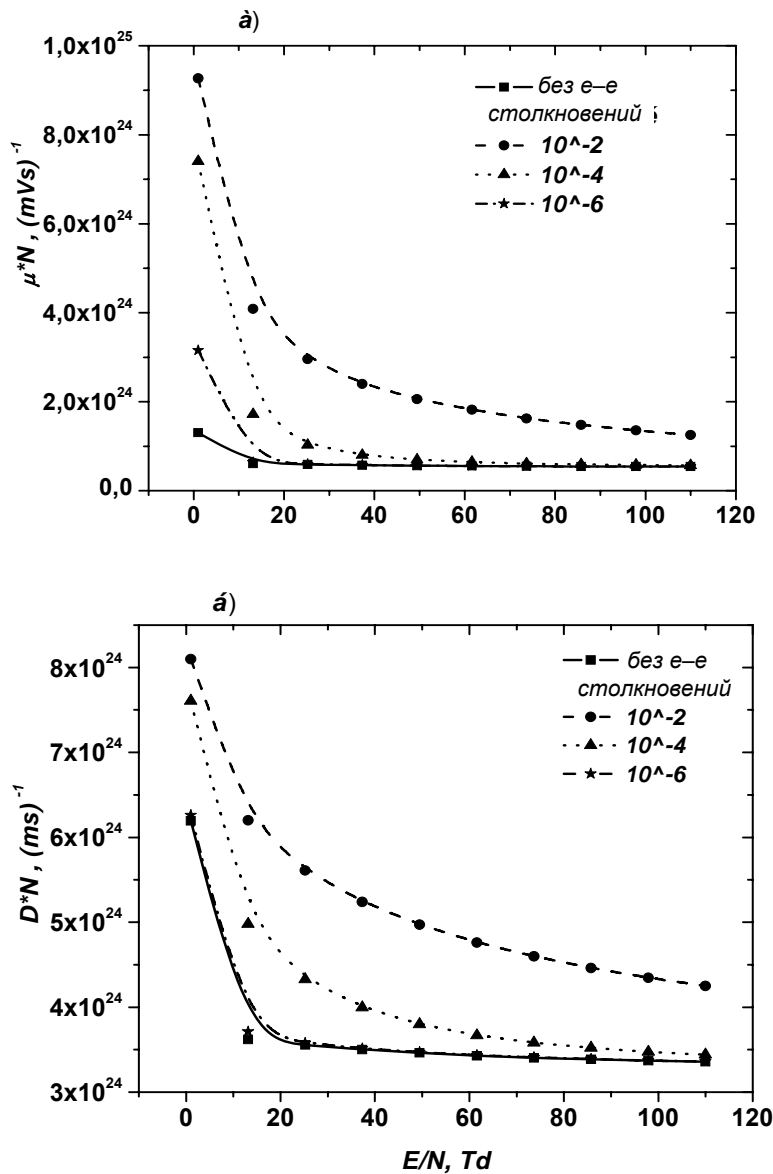 à)
1,0x10^25
8,0x10^24
6,0x10^24
4,0x10^24
2,0x10^24
0,0
μ*N , (mVs)^-1
без e–e
столкновений
10^-2
10^-4
10^-6
0 20 40 60 80 100 120
á)
8x10^24
7x10^24
6x10^24
5x10^24
4x10^24
3x10^24
D*N , (ms)^-1
без e–e
столкновений
10^-2
10^-4
10^-6
0 20 40 60 80 100 120
E/N, Td